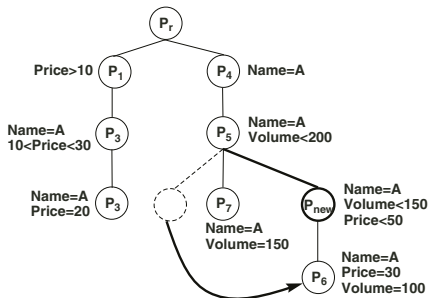 Pr
Price>10
P1
P4
Name=A
Name=A
10<Price<30
P3
P5
Name=A
Volume<200
Name=A
Price=20
P3
P7
Name=A
Volume=150
Pnew
Name=A
Volume<150
Price<50
P6
Name=A
Price=30
Volume=100